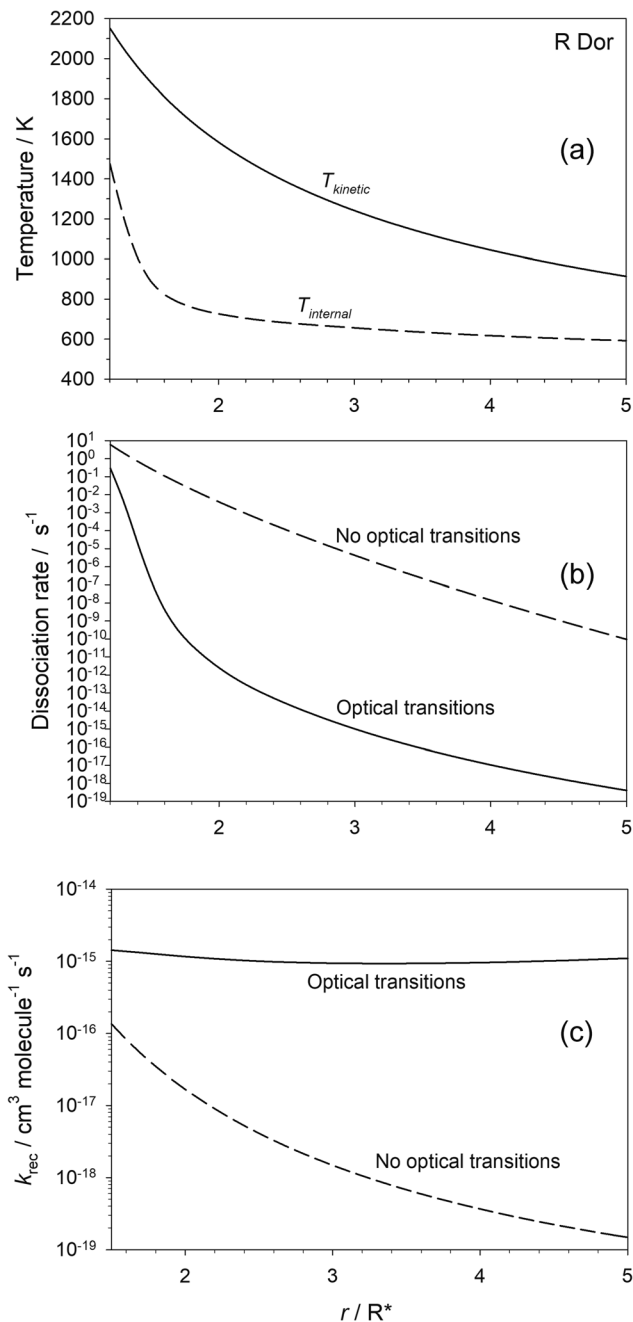 2200
R Dor
2000
1800
1600
(a)
1400
T_kinetic
1200
1000
800
T_internal
600
400
2 3 4 5
Temperature / K
10^1
10^0
10^-1
10^-2
10^-3
10^-4
No optical transitions
10^-5
10^-6
10^-7
(b)
10^-8
10^-9
10^-10
10^-11
10^-12
10^-13
Optical transitions
10^-14
10^-15
10^-16
10^-17
10^-18
10^-19
2 3 4 5
Dissociation rate / s^-1
10^-14
10^-15
Optical transitions
10^-16
(c)
10^-17
No optical transitions
10^-18
10^-19
2 3 4 5
k_rec / cm^3 molecule^-1 s^-1
r / R*